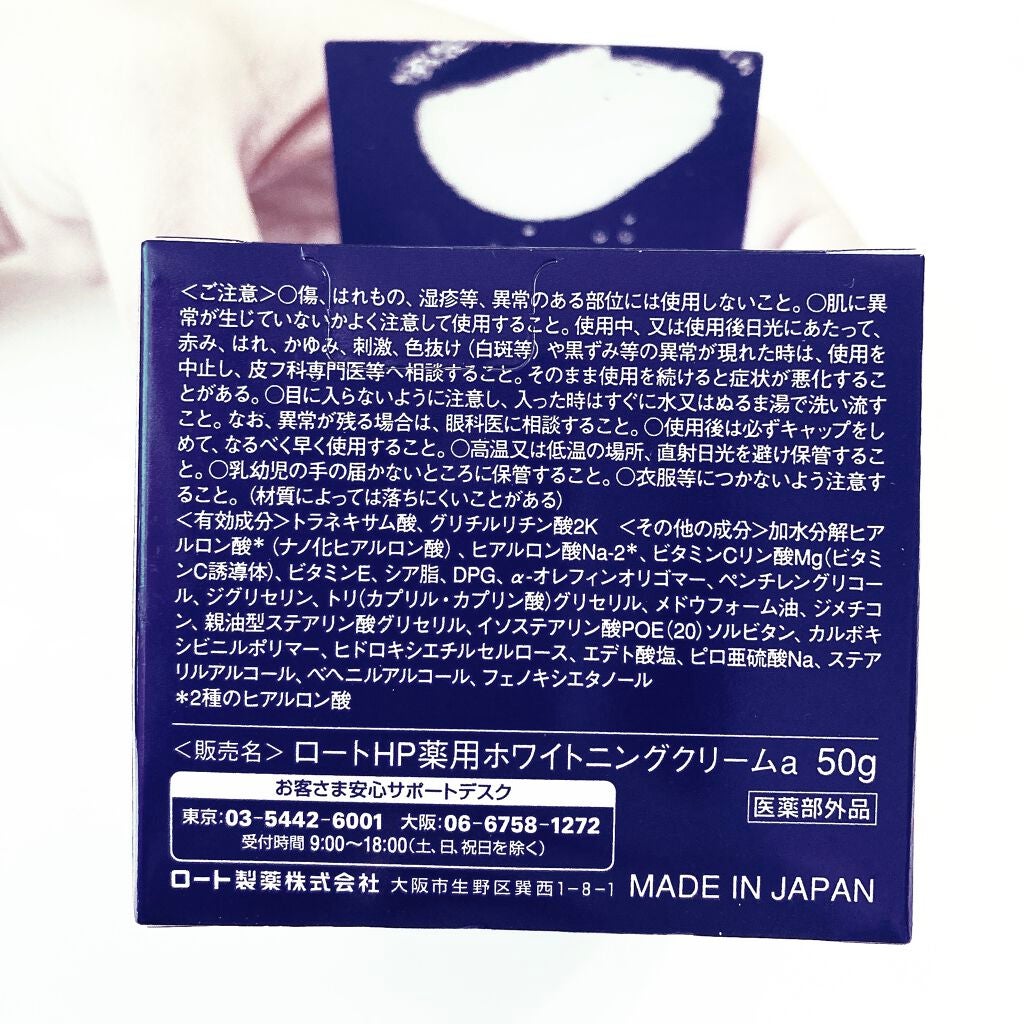 ＜ご注意＞○傷、はれもの、湿疹等、異常のある部位には使用しないこと。○肌に異
常が生じていないかよく注意して使用すること。使用中、又は使用後日光にあたって、
赤み、はれ、かゆみ、刺激、色抜け（白斑等）や黒ずみ等の異常が現れた時は、使用を
中止し、皮フ科専門医等へ相談すること。そのまま使用を続けると症状が悪化するこ
とがある。○目に入らないように注意し、入った時はすぐに水又はぬるま湯で洗い流す
こと。なお、異常が残る場合は、眼科医に相談すること。○使用後は必ずキャップをし
めて、なるべく早く使用すること。○高温又は低温の場所、直射日光を避け保管するこ
と。○乳幼児の手の届かないところに保管すること。○衣服等につかないよう注意す
ること。（材質によっては落ちにくいことがある）
＜有効成分＞トラネキサム酸、グリチルリチン酸2K ＜その他の成分＞加水分解ヒア
ルロン酸*（ナノ化ヒアルロン酸）、ヒアルロン酸Na-2*、ビタミンCリン酸Mg(ビタミ
ンC誘導体)、ビタミンE、シア脂、DPG、α-オレフィンオリゴマー、ペンチレングリコー
ル、ジグリセリン、トリ(カプリル・カプリン酸)グリセリル、メドウフォーム油、ジメチコ
ン、親油型ステアリン酸グリセリル、イソステアリン酸POE(20)ソルビタン、カルボキ
シビニルポリマー、ヒドロキシエチルセルロース、エデト酸塩、ピロ亜硫酸Na、ステア
リルアルコール、ベヘニルアルコール、フェノキシエタノール
*2種のヒアルロン酸
＜販売名＞ロートHP薬用ホワイトニングクリームa 50g
お客さま安心サポートデスク
医薬部外品
東京:03-5442-6001 大阪:06-6758-1272
受付時間 9:00〜18:00(土、日、祝日を除く)
ロート製薬株式会社 大阪市生野区巽西1-8-1 MADE IN JAPAN